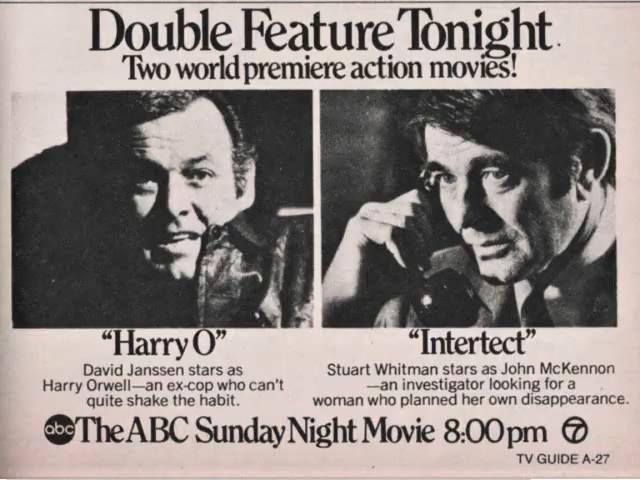 Double Feature Tonight.
Two world premiere action movies!
"Harry O"
David Janssen stars as
Harry Orwell—an ex-cop who can't
quite shake the habit.
"Intertect"
Stuart Whitman stars as John McKennon
—an investigator looking for a
woman who planned her own disappearance.
abc The ABC Sunday Night Movie 8:00pm 7
TV GUIDE A-27